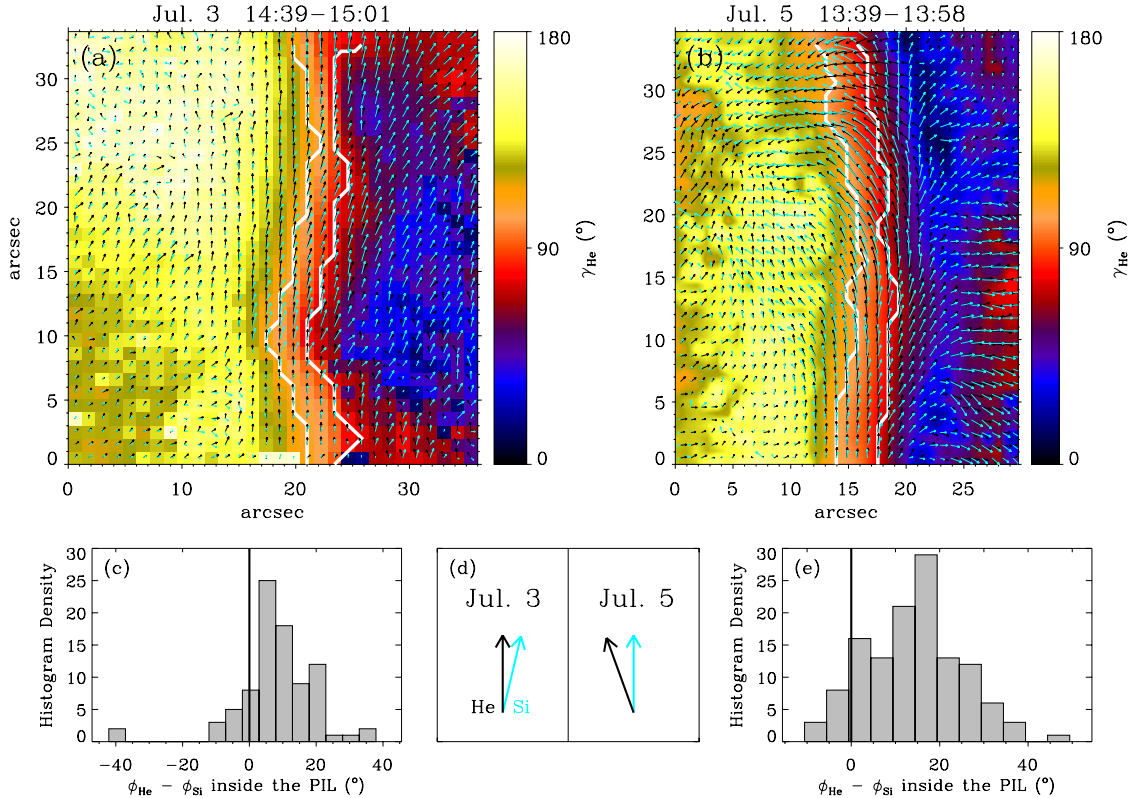 Jul. 3 14:39−15:01
Jul. 5 13:39−13:58
(a)
(b)
30
25
20
15
10
5
0
0 10 20 30
arcsec
arcsec
180
90
0
γHe (°)
30
25
20
15
10
5
0
0 5 10 15 20 25
arcsec
180
90
0
γHe (°)
(c)
30
25
20
15
10
5
0
Histogram Density
−40 −20 0 20 40
ϕHe − ϕSi inside the PIL (°)
(d)
Jul. 3
Jul. 5
He Si
(e)
30
25
20
15
10
5
0
Histogram Density
0 10 20 30 40 50
ϕHe − ϕSi inside the PIL (°)